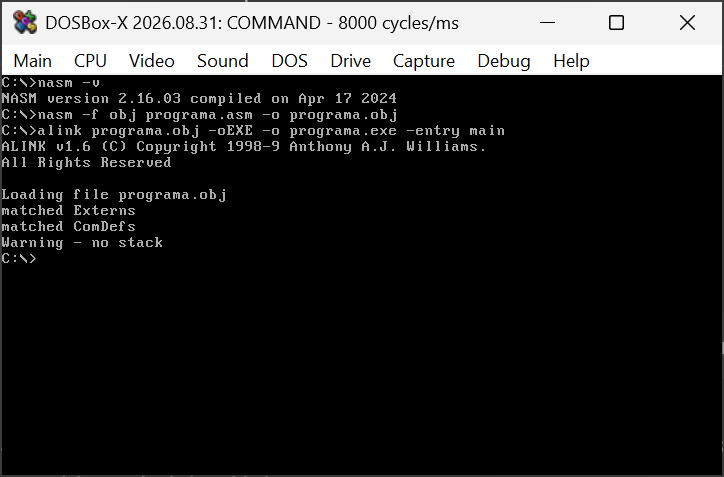 DOSBox-X 2026.08.31: COMMAND - 8000 cycles/ms
Main CPU Video Sound DOS Drive Capture Debug Help
C:\>nasm -v
NASM version 2.16.03 compiled on Apr 17 2024
C:\>nasm -f obj programa.asm -o programa.obj
C:\>alink programa.obj -oEXE -o programa.exe -entry main
ALINK v1.6 (C) Copyright 1998-9 Anthony A.J. Williams.
All Rights Reserved
Loading file programa.obj
matched Externs
matched ComDefs
Warning - no stack
C:\>